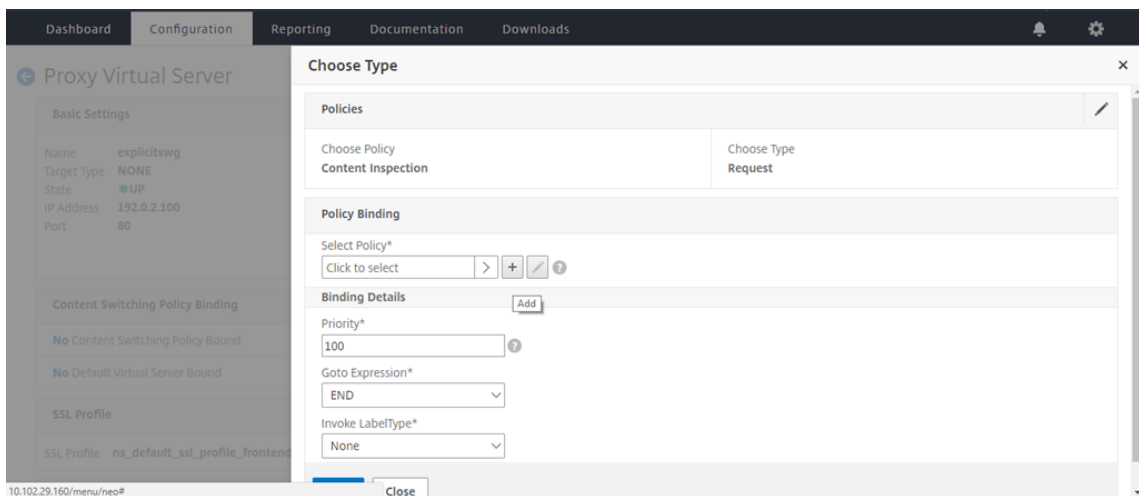 Dashboard Configuration Reporting Documentation Downloads
Proxy Virtual Server
Basic Settings
Name explicitswg
Target Type NONE
State UP
IP Address 192.0.2.100
Port 80
Content Switching Policy Binding
No Content Switching Policy Bound
No Default Virtual Server Bound
SSL Profile
SSL Profile ns_default_ssl_profile_frontend
10.102.29.160/menu/neo#
Choose Type
Policies
Choose Policy Choose Type
Content Inspection Request
Policy Binding
Select Policy*
Click to select
Add
Binding Details
Priority*
100
Goto Expression*
END
Invoke LabelType*
None
Close